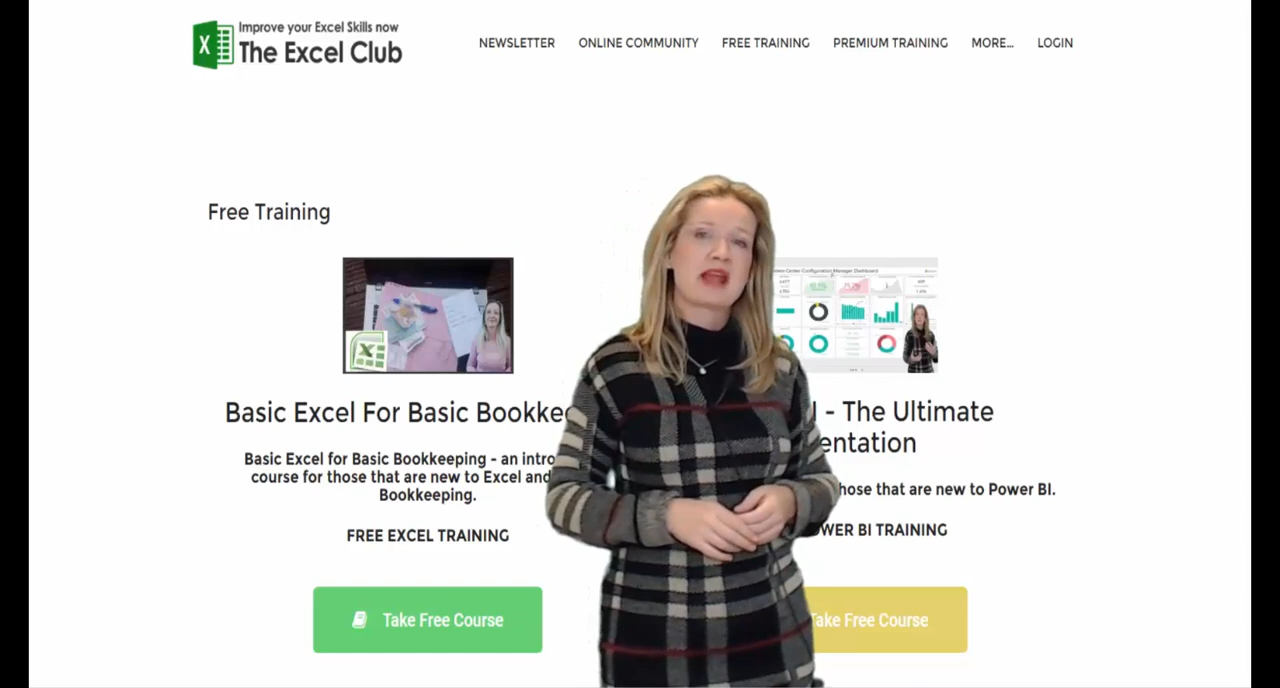 Improve your Excel Skills now
The Excel Club
NEWSLETTER ONLINE COMMUNITY FREE TRAINING PREMIUM TRAINING MORE... LOGIN
Free Training
Configuration Manager Dashboard
Basic Excel For Basic Bookkee
- The Ultimate
entation
Basic Excel for Basic Bookkeeping - an intro
course for those that are new to Excel and
Bookkeeping.
hose that are new to Power BI.
FREE EXCEL TRAINING
WER BI TRAINING
Take Free Course
Take Free Course